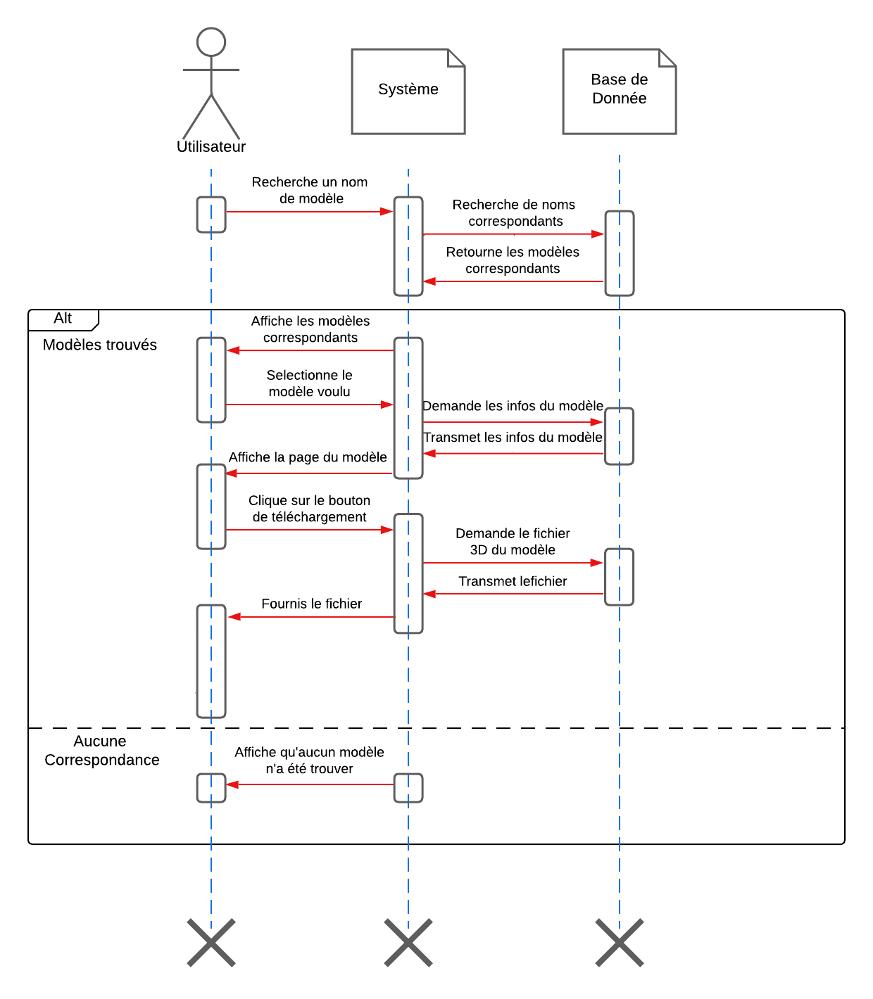 Utilisateur
Système
Base de
Donnée
Recherche un nom
de modèle
Recherche de noms
correspondants
Retourne les modèles
correspondants
Alt
Modèles trouvés
Affiche les modèles
correspondants
Selectionne le
modèle voulu
Demande les infos du modèle
Transmet les infos du modèle
Affiche la page du modèle
Clique sur le bouton
de téléchargement
Demande le fichier
3D du modèle
Transmet lefichier
Fournis le fichier
Aucune
Correspondance
Affiche qu'aucun modèle
n'a été trouver